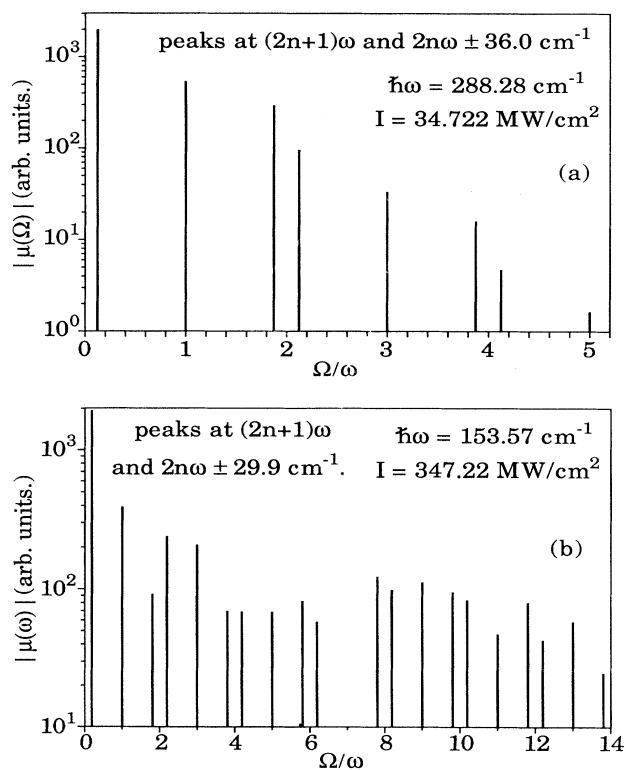 peaks at (2n+1)ω and 2nω ± 36.0 cm⁻¹
ħω = 288.28 cm⁻¹
I = 34.722 MW/cm²
(a)
|μ(Ω)| (arb. units.)
10³
10²
10¹
10⁰
0 1 2 3 4 5
Ω/ω
peaks at (2n+1)ω
and 2nω ± 29.9 cm⁻¹.
ħω = 153.57 cm⁻¹
I = 347.22 MW/cm²
(b)
|μ(ω)| (arb. units.)
10³
10²
10¹
0 2 4 6 8 10 12 14
Ω/ω